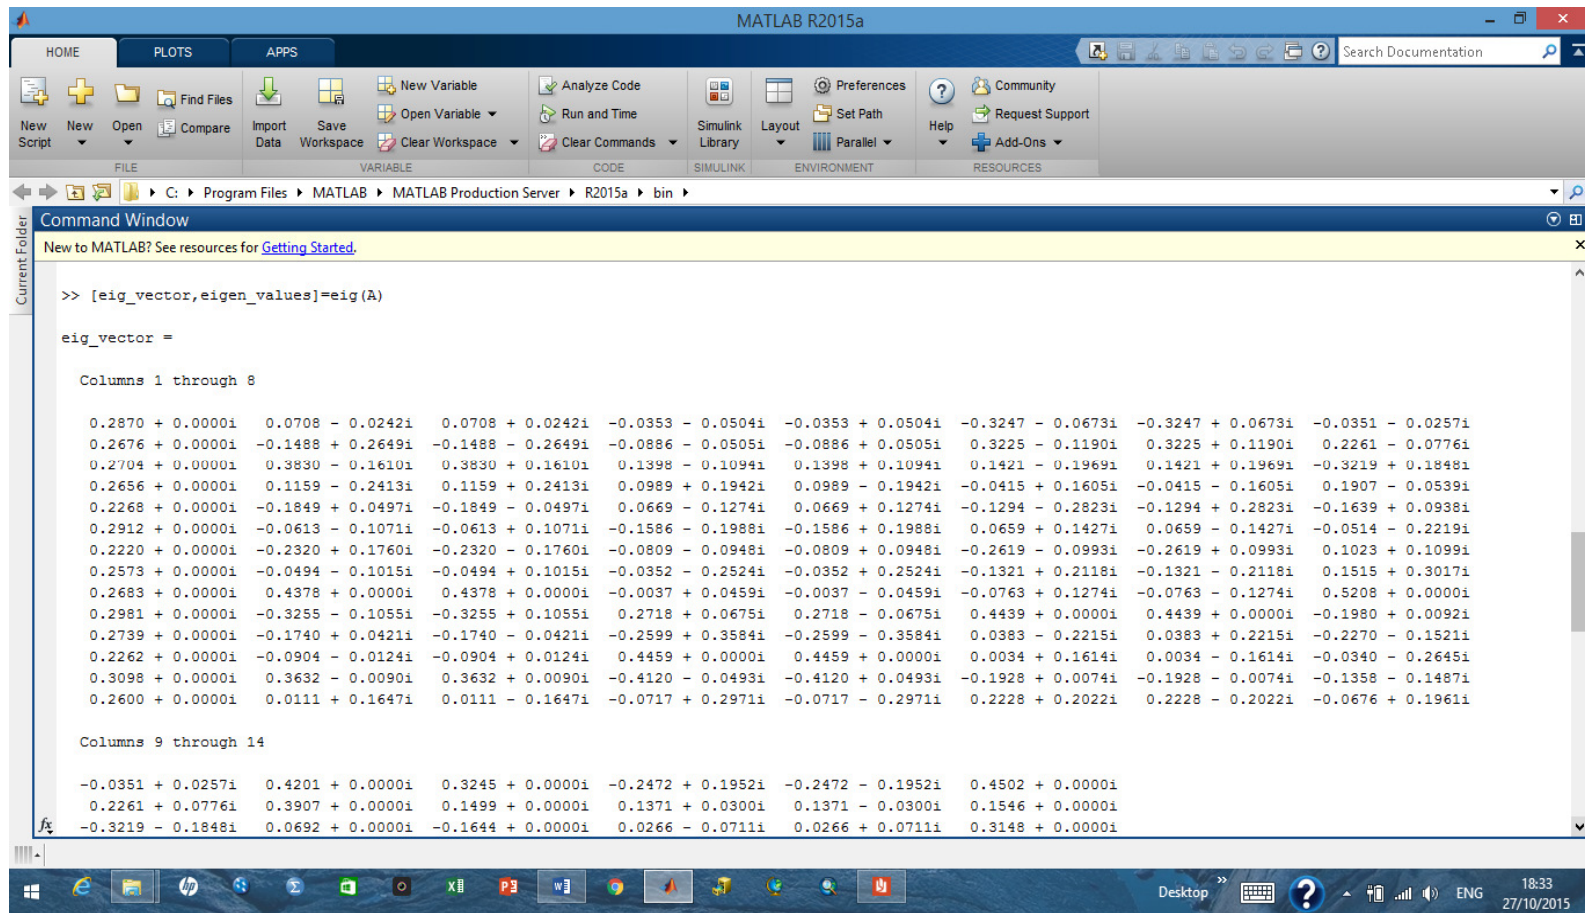 MATLAB R2015a
HOME PLOTS APPS
Search Documentation
New Script
New
Open
Find Files
Compare
Import Data
Save Workspace
New Variable
Open Variable
Clear Workspace
Analyze Code
Run and Time
Clear Commands
Simulink Library
Layout
Preferences
Set Path
Parallel
Help
Community
Request Support
Add-Ons
FILE VARIABLE CODE SIMULINK ENVIRONMENT RESOURCES
C: Program Files MATLAB MATLAB Production Server R2015a bin
Current Folder
Command Window
New to MATLAB? See resources for Getting Started.
>> [eig_vector,eigen_values]=eig(A)
eig_vector =
Columns 1 through 8
0.2870 + 0.0000i 0.0708 - 0.0242i 0.0708 + 0.0242i -0.0353 - 0.0504i -0.0353 + 0.0504i -0.3247 - 0.0673i -0.3247 + 0.0673i -0.0351 - 0.0257i
0.2676 + 0.0000i -0.1488 + 0.2649i -0.1488 - 0.2649i -0.0886 - 0.0505i -0.0886 + 0.0505i 0.3225 - 0.1190i 0.3225 + 0.1190i 0.2261 - 0.0776i
0.2704 + 0.0000i 0.3830 - 0.1610i 0.3830 + 0.1610i 0.1398 - 0.1094i 0.1398 + 0.1094i 0.1421 - 0.1969i 0.1421 + 0.1969i -0.3219 + 0.1848i
0.2656 + 0.0000i 0.1159 - 0.2413i 0.1159 + 0.2413i 0.0989 + 0.1942i 0.0989 - 0.1942i -0.0415 + 0.1605i -0.0415 - 0.1605i 0.1907 - 0.0539i
0.2268 + 0.0000i -0.1849 + 0.0497i -0.1849 - 0.0497i 0.0669 - 0.1274i 0.0669 + 0.1274i -0.1294 - 0.2823i -0.1294 + 0.2823i -0.1639 + 0.0938i
0.2912 + 0.0000i -0.0613 - 0.1071i -0.0613 + 0.1071i -0.1586 - 0.1988i -0.1586 + 0.1988i 0.0659 + 0.1427i 0.0659 - 0.1427i -0.0514 - 0.2219i
0.2220 + 0.0000i -0.2320 + 0.1760i -0.2320 - 0.1760i -0.0809 - 0.0948i -0.0809 + 0.0948i -0.2619 - 0.0993i -0.2619 + 0.0993i 0.1023 + 0.1099i
0.2573 + 0.0000i -0.0494 - 0.1015i -0.0494 + 0.1015i -0.0352 - 0.2524i -0.0352 + 0.2524i -0.1321 + 0.2118i -0.1321 - 0.2118i 0.1515 + 0.3017i
0.2683 + 0.0000i 0.4378 + 0.0000i 0.4378 + 0.0000i -0.0037 + 0.0459i -0.0037 - 0.0459i -0.0763 + 0.1274i -0.0763 - 0.1274i 0.5208 + 0.0000i
0.2981 + 0.0000i -0.3255 - 0.1055i -0.3255 + 0.1055i 0.2718 + 0.0675i 0.2718 - 0.0675i 0.4439 + 0.0000i 0.4439 + 0.0000i -0.1980 + 0.0092i
0.2739 + 0.0000i -0.1740 + 0.0421i -0.1740 - 0.0421i -0.2599 + 0.3584i -0.2599 - 0.3584i 0.0383 - 0.2215i 0.0383 + 0.2215i -0.2270 - 0.1521i
0.2262 + 0.0000i -0.0904 - 0.0124i -0.0904 + 0.0124i 0.4459 + 0.0000i 0.4459 + 0.0000i 0.0034 + 0.1614i 0.0034 - 0.1614i -0.0340 - 0.2645i
0.3098 + 0.0000i 0.3632 - 0.0090i 0.3632 + 0.0090i -0.4120 - 0.0493i -0.4120 + 0.0493i -0.1928 + 0.0074i -0.1928 - 0.0074i -0.1358 - 0.1487i
0.2600 + 0.0000i 0.0111 + 0.1647i 0.0111 - 0.1647i -0.0717 + 0.2971i -0.0717 - 0.2971i 0.2228 + 0.2022i 0.2228 - 0.2022i -0.0676 + 0.1961i
Columns 9 through 14
-0.0351 + 0.0257i 0.4201 + 0.0000i 0.3245 + 0.0000i -0.2472 + 0.1952i -0.2472 - 0.1952i 0.4502 + 0.0000i
0.2261 + 0.0776i 0.3907 + 0.0000i 0.1499 + 0.0000i 0.1371 + 0.0300i 0.1371 - 0.0300i 0.1546 + 0.0000i
-0.3219 - 0.1848i 0.0692 + 0.0000i -0.1644 + 0.0000i 0.0266 - 0.0711i 0.0266 + 0.0711i 0.3148 + 0.0000i
fx
Desktop ENG 18:33
27/10/2015